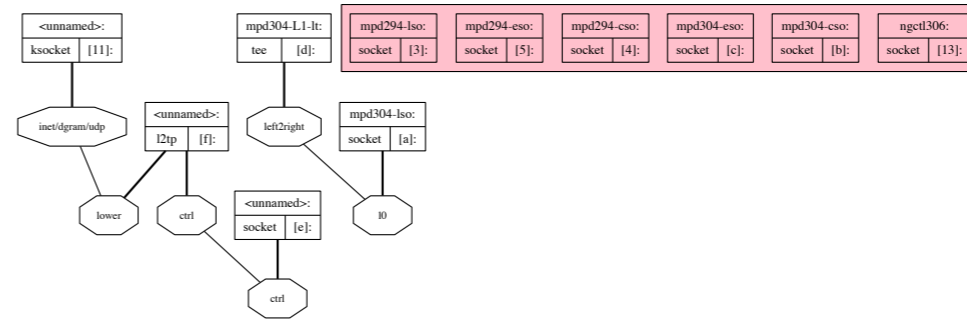 <unnamed>:
ksocket [11]:
mpd304-L1-lt:
tee [d]:
mpd294-lso:
socket [3]:
mpd294-eso:
socket [5]:
mpd294-cso:
socket [4]:
mpd304-eso:
socket [c]:
mpd304-cso:
socket [b]:
ngctl306:
socket [13]:
inet/dgram/udp
<unnamed>:
l2tp [f]:
left2right
mpd304-lso:
socket [a]:
lower
ctrl
<unnamed>:
socket [e]:
l0
ctrl